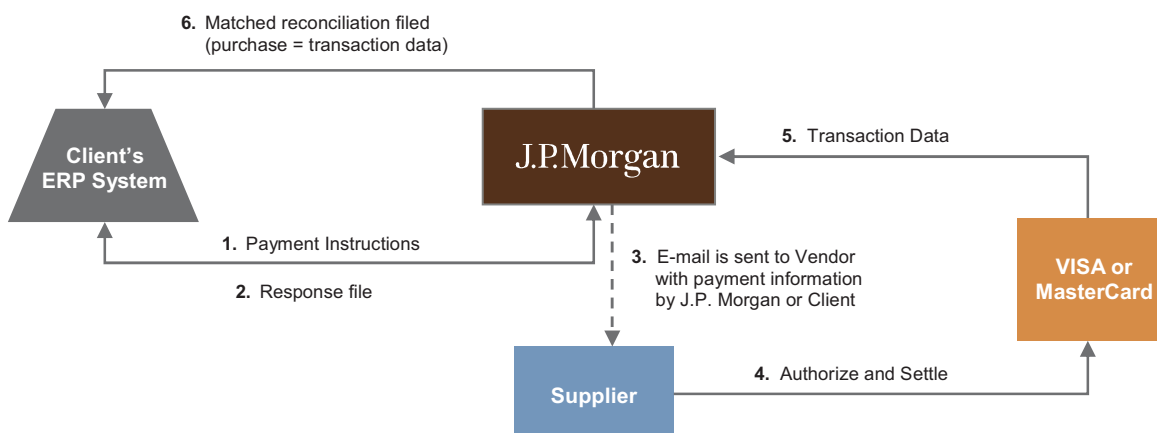 6. Matched reconciliation filed
(purchase = transaction data)
Client's
ERP System
J.P.Morgan
5. Transaction Data
1. Payment Instructions
2. Response file
3. E-mail is sent to Vendor
with payment information
by J.P. Morgan or Client
VISA or
MasterCard
Supplier
4. Authorize and Settle